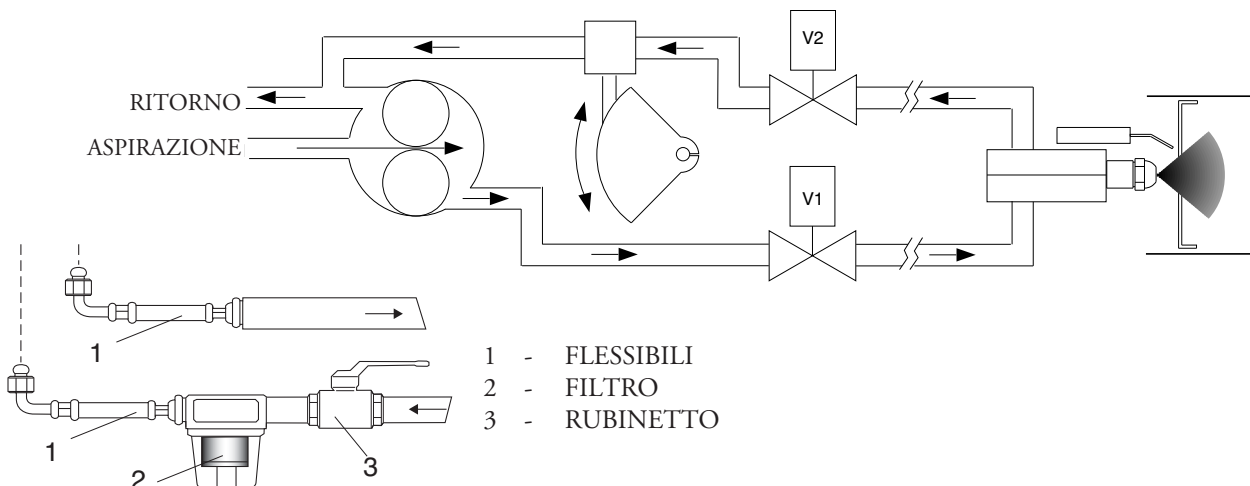 V2
RITORNO
ASPIRAZIONE
V1
1
1 - FLESSIBILI
2 - FILTRO
3 - RUBINETTO
1
2
3